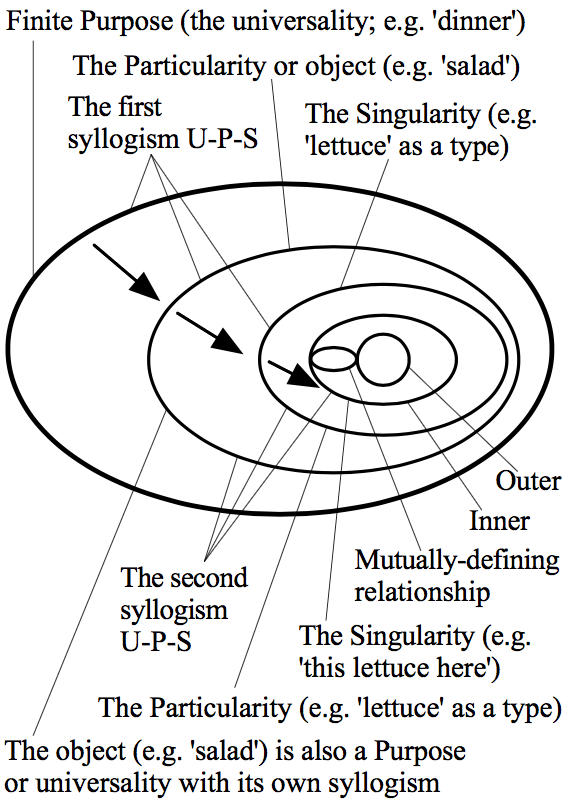 Finite Purpose (the universality; e.g. 'dinner')
The Particularity or object (e.g. 'salad')
The first
syllogism U-P-S
The Singularity (e.g.
'lettuce' as a type)
Outer
Inner
Mutually-defining
relationship
The second
syllogism
U-P-S
The Singularity (e.g.
'this lettuce here')
The Particularity (e.g. 'lettuce' as a type)
The object (e.g. 'salad') is also a Purpose
or universality with its own syllogism